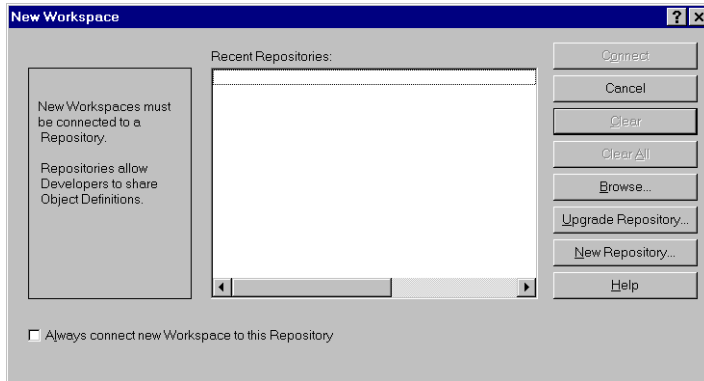 New Workspace
Recent Repositories:
New Workspaces must
be connected to a
Repository.
Repositories allow
Developers to share
Object Definitions.
Connect
Cancel
Clear
Clear All
Browse...
Upgrade Repository...
New Repository...
Help
Always connect new Workspace to this Repository